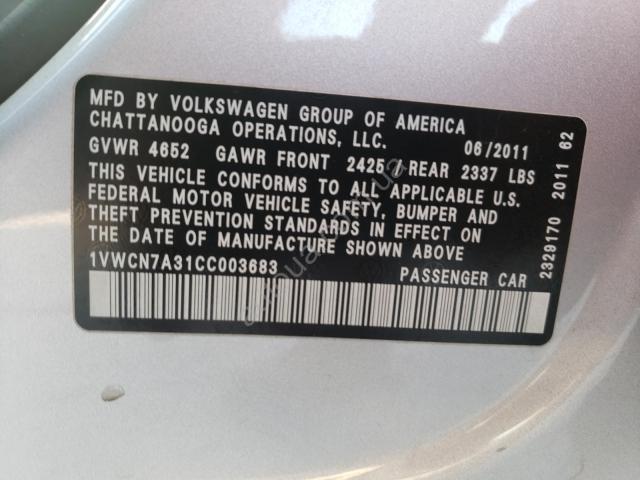 MFD BY VOLKSWAGEN GROUP OF AMERICA
CHATTANOOGA OPERATIONS, LLC. 06/2011
GVWR 4652 GAWR FRONT 2425 REAR 2337 LBS
THIS VEHICLE CONFORMS TO ALL APPLICABLE U.S.
FEDERAL MOTOR VEHICLE SAFETY, BUMPER AND
THEFT PREVENTION STANDARDS IN EFFECT ON
THE DATE OF MANUFACTURE SHOWN ABOVE
1VWCN7A31CC003683 PASSENGER CAR
2329170 2011 62